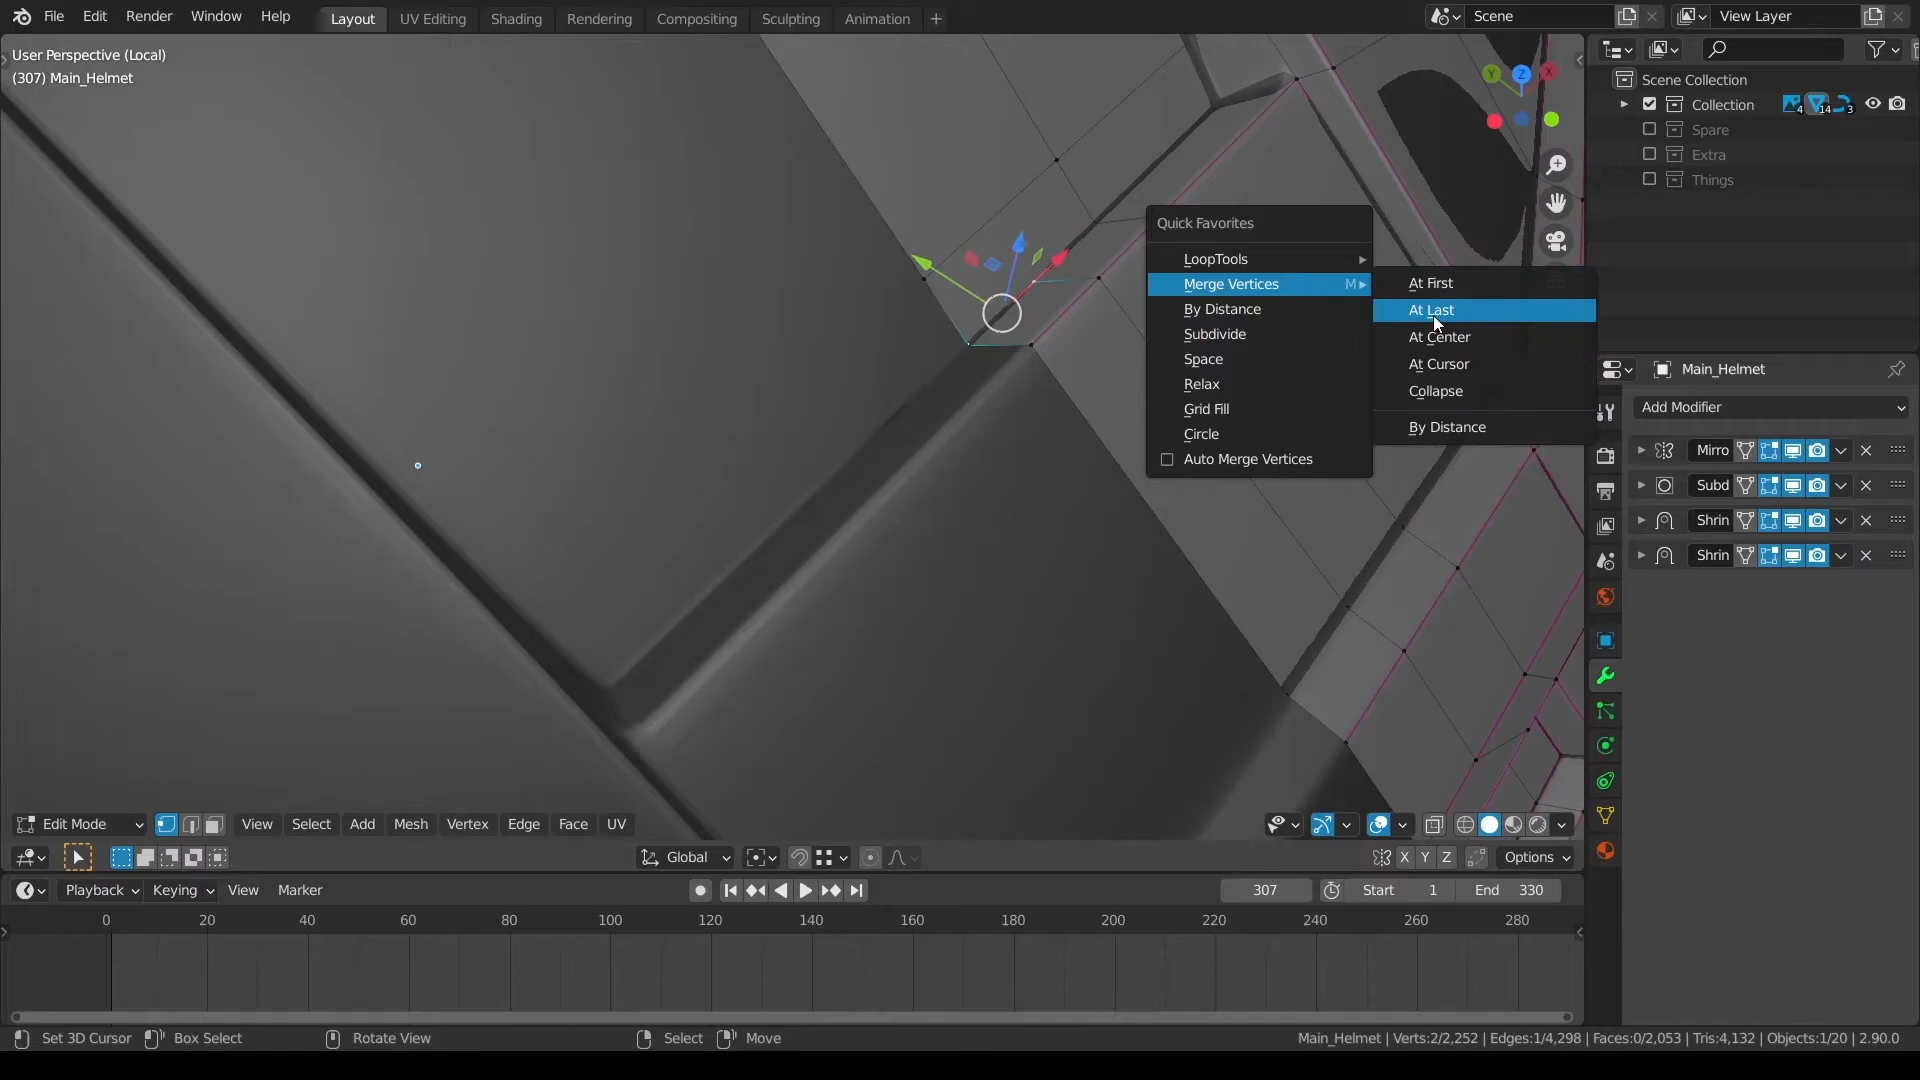 File Edit Render Window Help
Layout UV Editing Shading Rendering Compositing Sculpting Animation +
Scene
View Layer
User Perspective (Local)
(307) Main_Helmet
Y Z X
Scene Collection
Collection 4 14 3
Spare
Extra
Things
Quick Favorites
LoopTools
Merge Vertices M
By Distance
Subdivide
Space
Relax
Grid Fill
Circle
Auto Merge Vertices
At First
At Last
At Center
At Cursor
Collapse
By Distance
Main_Helmet
Add Modifier
Mirro
Subd
Shrin
Shrin
Edit Mode View Select Add Mesh Vertex Edge Face UV
Global X Y Z Options
Playback Keying View Marker 307 Start 1 End 330
0 20 40 60 80 100 120 140 160 180 200 220 240 260 280
Set 3D Cursor Box Select Rotate View Select Move Main_Helmet | Verts:2/2,252 | Edges:1/4,298 | Faces:0/2,053 | Tris:4,132 | Objects:1/20 | 2.90.0